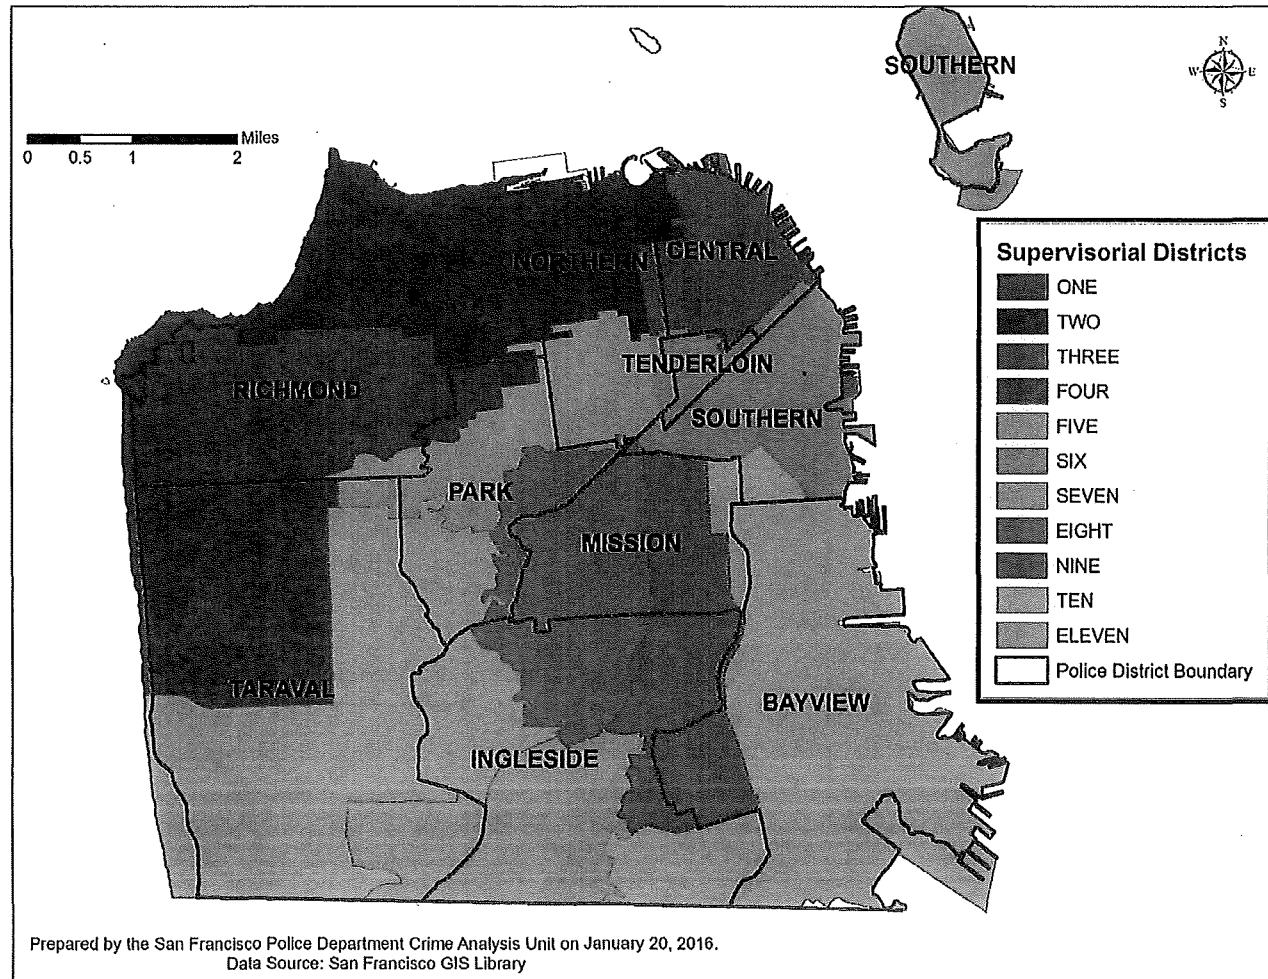 SOUTHERN
N
W E
S
Miles
0 0.5 1 2
NORTHERN
CENTRAL
Supervisorial Districts
ONE
TWO
THREE
FOUR
FIVE
SIX
SEVEN
EIGHT
NINE
TEN
ELEVEN
Police District Boundary
TENDERLOIN
RICHMOND
SOUTHERN
PARK
MISSION
TARAVAL
BAYVIEW
INGLESIDE
Prepared by the San Francisco Police Department Crime Analysis Unit on January 20, 2016.
Data Source: San Francisco GIS Library